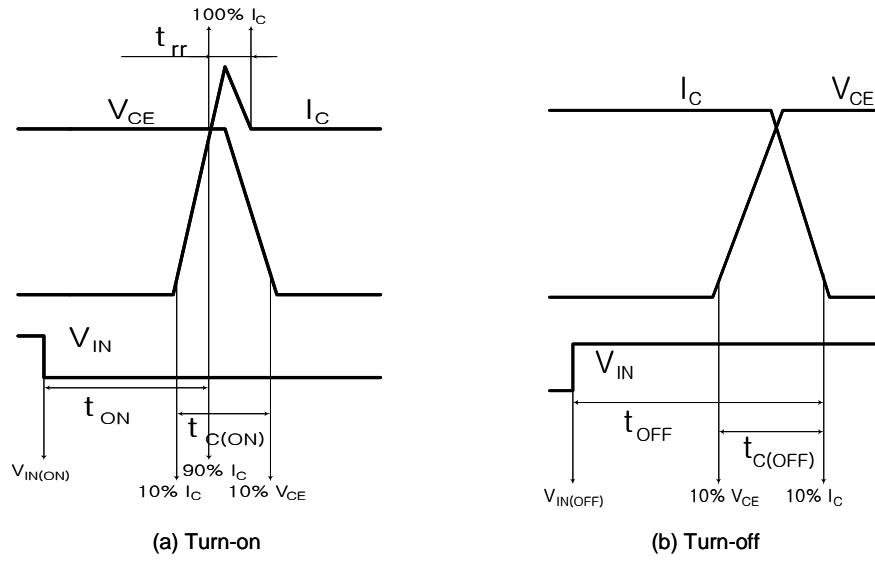 100% I_C
t_rr
V_CE
I_C
V_IN
t_ON
t_C(ON)
V_IN(ON)
90% I_C
10% I_C
10% V_CE
(a) Turn-on
I_C
V_CE
V_IN
t_OFF
t_C(OFF)
V_IN(OFF)
10% V_CE
10% I_C
(b) Turn-off